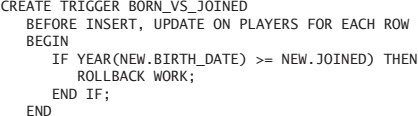 CREATE TRIGGER BORN_VS_JOINED
   BEFORE INSERT, UPDATE ON PLAYERS FOR EACH ROW
   BEGIN
      IF YEAR(NEW.BIRTH_DATE) >= NEW.JOINED) THEN
         ROLLBACK WORK;
      END IF;
   END